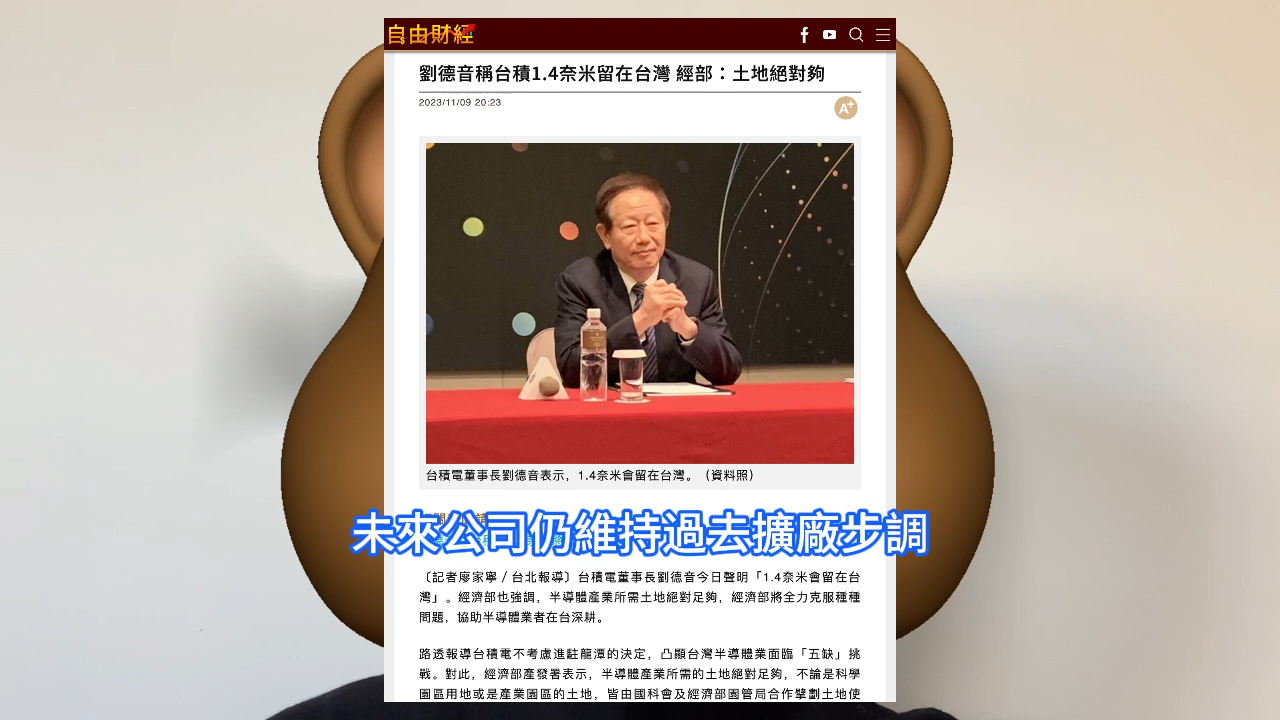 自由財經
劉德音稱台積1.4奈米留在台灣 經部：土地絕對夠
2023/11/09 20:23
A+
台積電董事長劉德音表示，1.4奈米會留在台灣。（資料照）
未來公司仍維持過去擴廠步調
〔記者廖家寧／台北報導〕台積電董事長劉德音今日聲明「1.4奈米會留在台
灣」。經濟部也強調，半導體產業所需土地絕對足夠，經濟部將全力克服種種
問題，協助半導體業者在台深耕。
路透報導台積電不考慮進駐龍潭的決定，凸顯台灣半導體業面臨「五缺」挑
戰。對此，經濟部產發署表示，半導體產業所需的土地絕對足夠，不論是科學
園區用地或是產業園區的土地，皆由國科會及經濟部園管局合作擘劃土地使